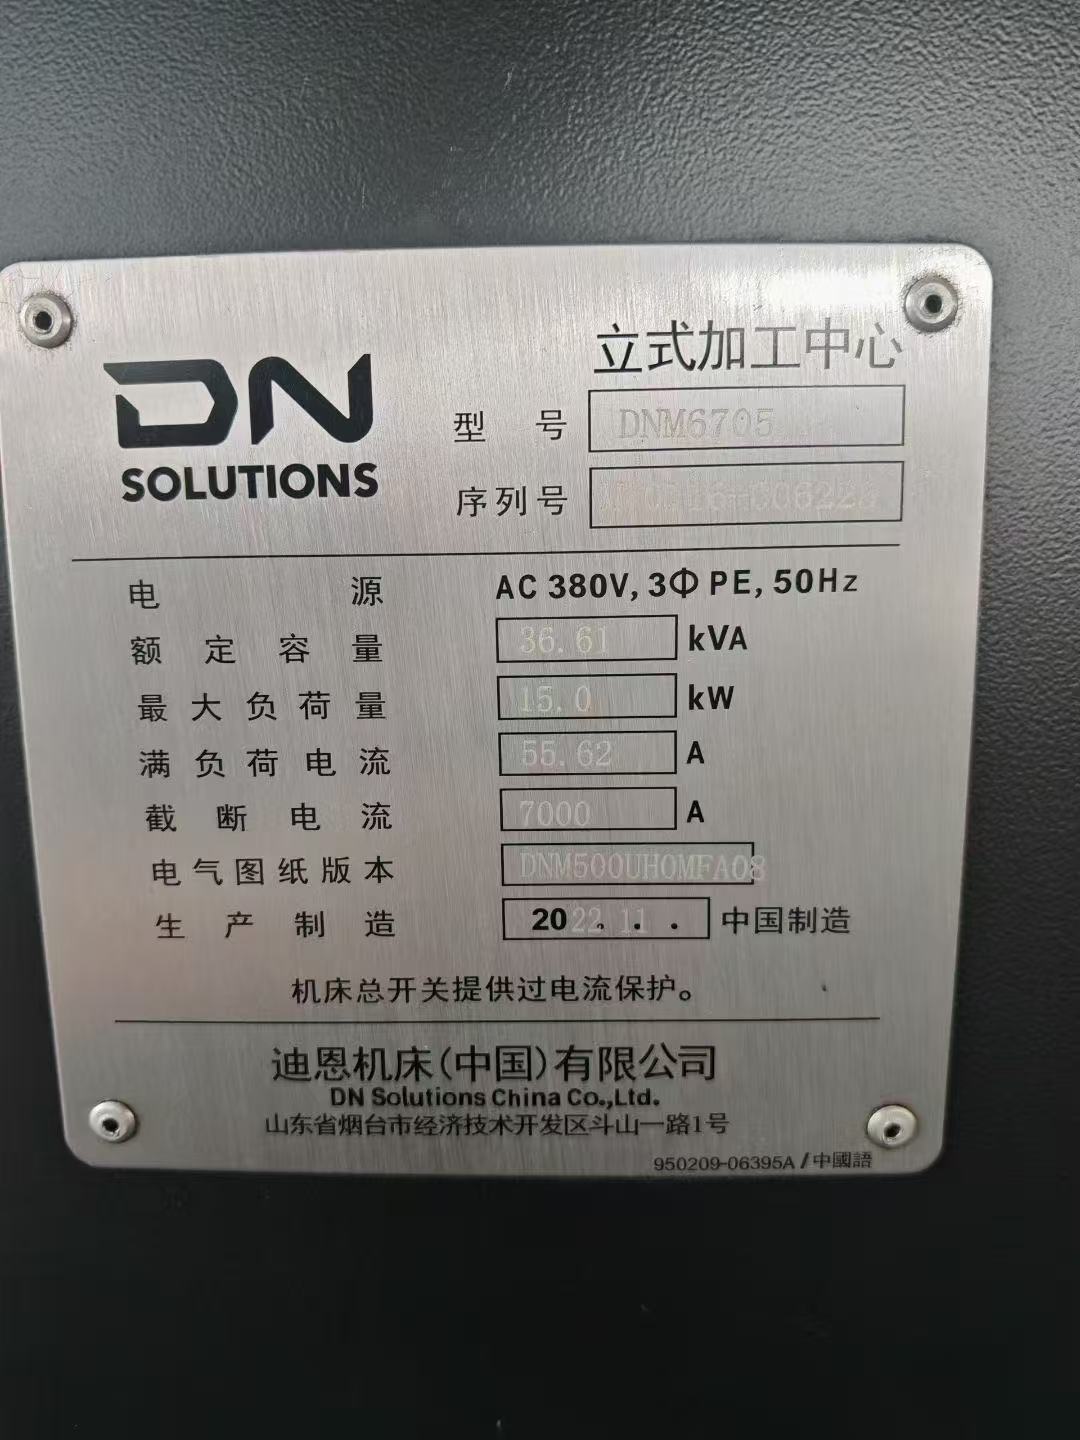 DN
SOLUTIONS
立式加工中心
型 号 DNM6705
序列号
电 源 AC 380V, 3Φ PE, 50Hz
额定容量 36.61 kVA
最大负荷量 15.0 kW
满负荷电流 55.62 A
截断电流 7000 A
电气图纸版本 DNM500UH0MFA08
生产制造 2022.11. . 中国制造
机床总开关提供过电流保护。
迪恩机床(中国)有限公司
DN Solutions China Co.,Ltd.
山东省烟台市经济技术开发区斗山一路1号
950209-06395A / 中國語